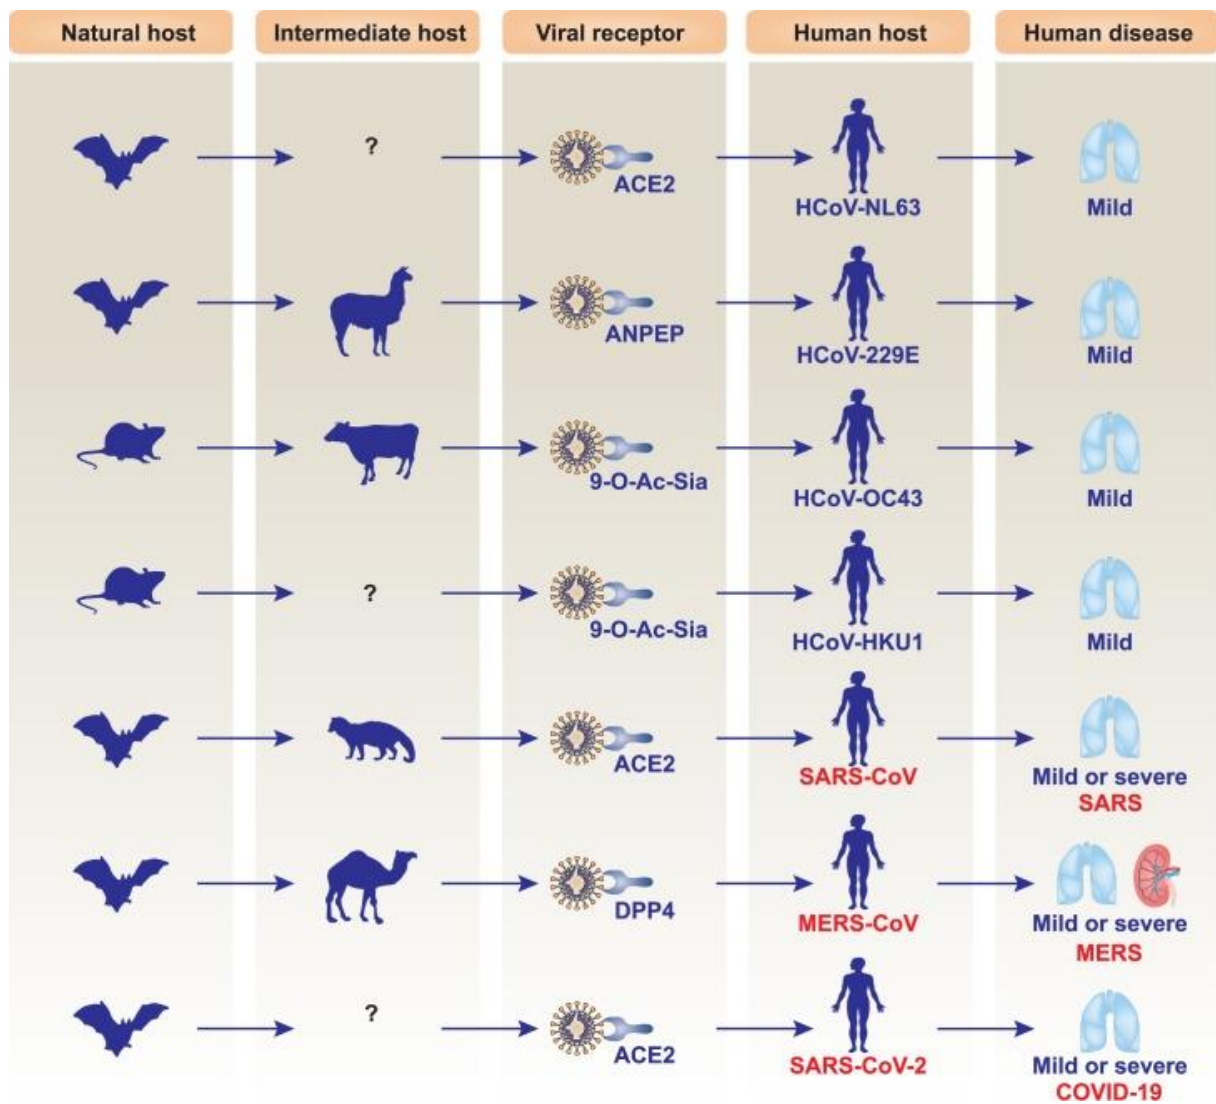 Natural host
Intermediate host
Viral receptor
Human host
Human disease
?
ACE2
HCoV-NL63
Mild
ANPEP
HCoV-229E
Mild
9-O-Ac-Sia
HCoV-OC43
Mild
?
9-O-Ac-Sia
HCoV-HKU1
Mild
ACE2
SARS-CoV
Mild or severe
SARS
DPP4
MERS-CoV
Mild or severe
MERS
?
ACE2
SARS-CoV-2
Mild or severe
COVID-19